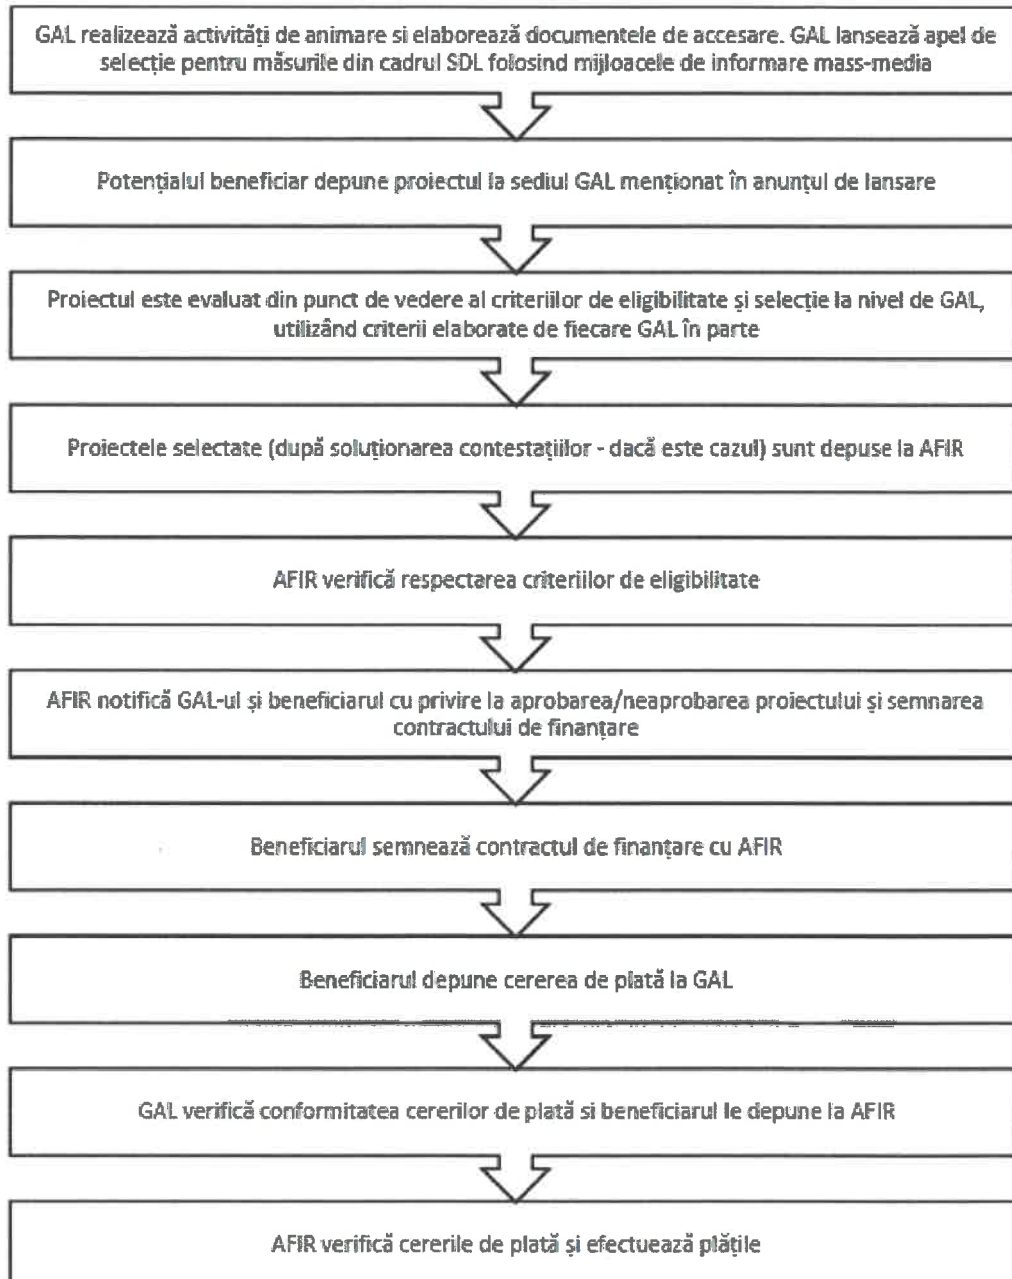 GAL realizează activități de animare si elaborează documentele de accesare. GAL lansează apel de
selecție pentru măsurile din cadrul SDL folosind mijloacele de informare mass-media
Potențialul beneficiar depune proiectul la sediul GAL menționat în anunțul de lansare
Proiectul este evaluat din punct de vedere al criteriilor de eligibilitate și selecție la nivel de GAL,
utilizând criterii elaborate de fiecare GAL în parte
Proiectele selectate (după soluționarea contestațiilor - dacă este cazul) sunt depuse la AFIR
AFIR verifică respectarea criteriilor de eligibilitate
AFIR notifică GAL-ul și beneficiarul cu privire la aprobarea/neaprobarea proiectului și semnarea
contractului de finanțare
Beneficiarul semnează contractul de finanțare cu AFIR
Beneficiarul depune cererea de plată la GAL
GAL verifică conformitatea cererilor de plată si beneficiarul le depune la AFIR
AFIR verifică cererile de plată și efectuează plățile